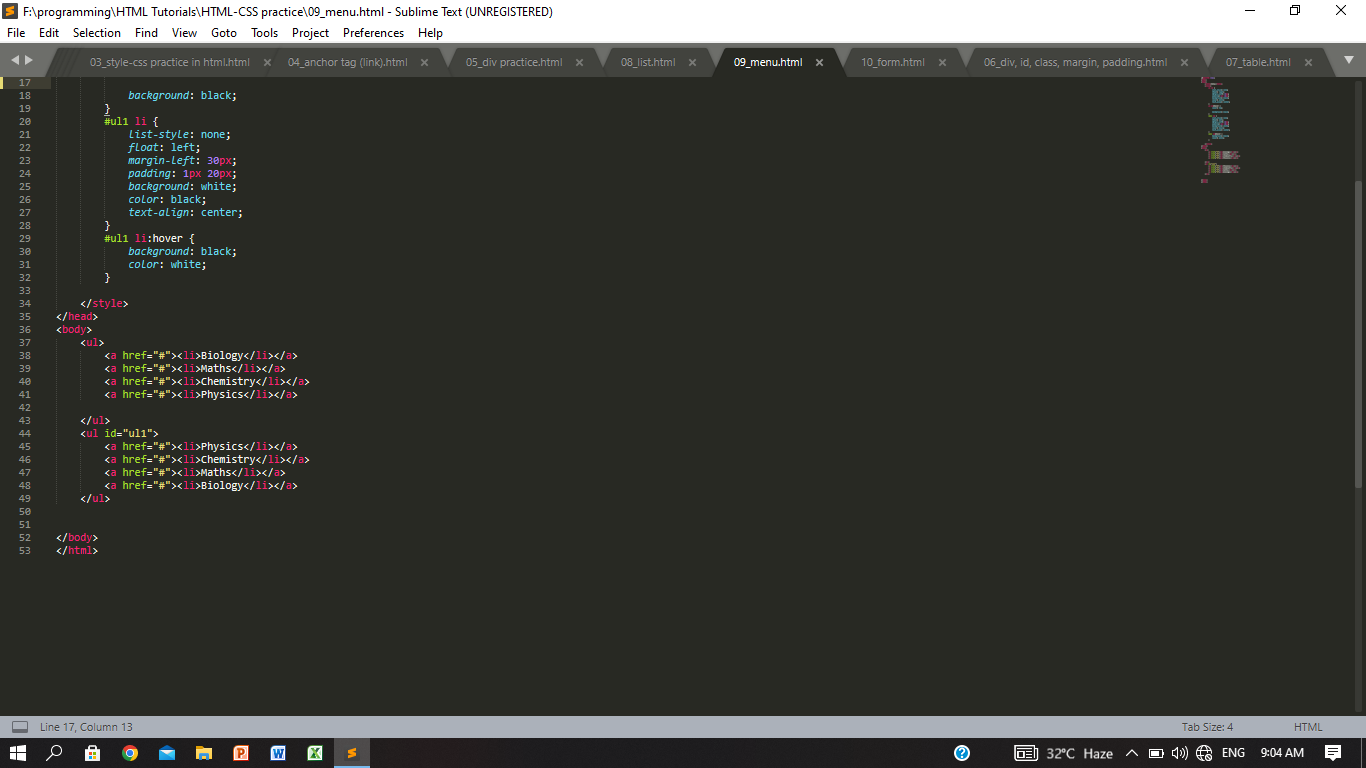 F:\programming\HTML Tutorials\HTML-CSS practice\09_menu.html - Sublime Text (UNREGISTERED)
File Edit Selection Find View Goto Tools Project Preferences Help
03_style-css practice in html.html × 04_anchor tag (link).html × 05_div practice.html × 08_list.html × 09_menu.html × 10_form.html × 06_div, id, class, margin, padding.html × 07_table.html ×
17
18 background: black;
19 }
20 #ul1 li {
21 list-style: none;
22 float: left;
23 margin-left: 30px;
24 padding: 1px 20px;
25 background: white;
26 color: black;
27 text-align: center;
28 }
29 #ul1 li:hover {
30 background: black;
31 color: white;
32 }
33
34 </style>
35 </head>
36 <body>
37 <ul>
38 <a href="#"><li>Biology</li></a>
39 <a href="#"><li>Maths</li></a>
40 <a href="#"><li>Chemistry</li></a>
41 <a href="#"><li>Physics</li></a>
42
43 </ul>
44 <ul id="ul1">
45 <a href="#"><li>Physics</li></a>
46 <a href="#"><li>Chemistry</li></a>
47 <a href="#"><li>Maths</li></a>
48 <a href="#"><li>Biology</li></a>
49 </ul>
50
51
52 </body>
53 </html>
Line 17, Column 13 Tab Size: 4 HTML
32°C Haze ENG 9:04 AM